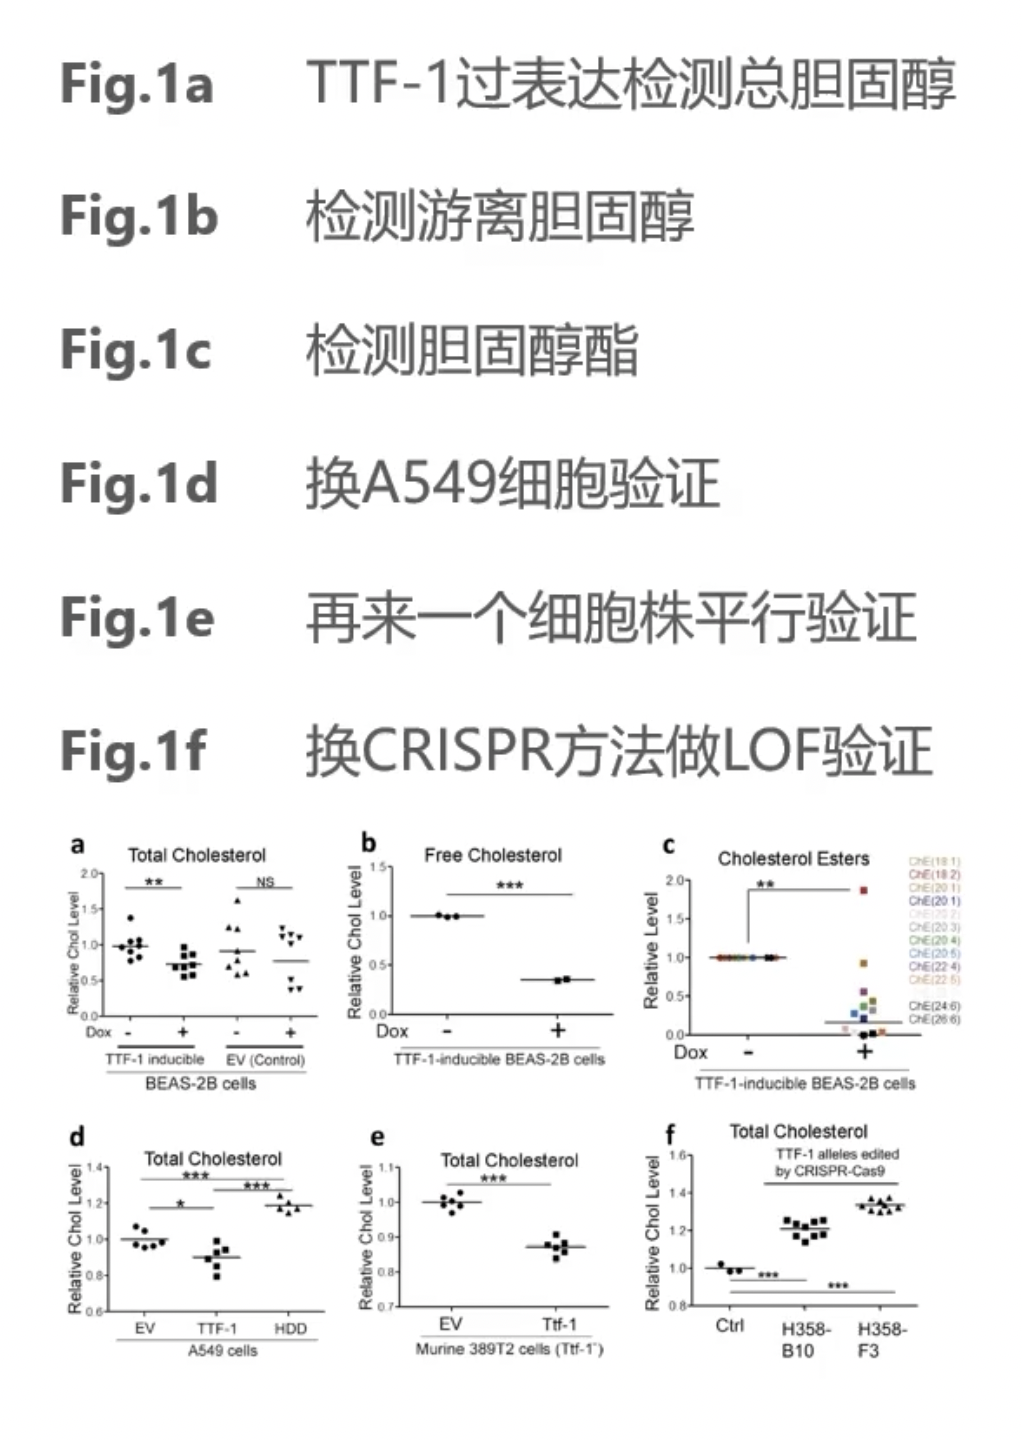 Fig.1a TTF-1过表达检测总胆固醇
Fig.1b 检测游离胆固醇
Fig.1c 检测胆固醇酯
Fig.1d 换A549细胞验证
Fig.1e 再来一个细胞株平行验证
Fig.1f 换CRISPR方法做LOF验证
a
Total Cholesterol
Relative Chol Level
2.0
1.5
1.0
0.5
0.0
**
NS
Dox - + - +
TTF-1 inducible EV (Control)
BEAS-2B cells
b
Free Cholesterol
Relative Chol Level
1.5
1.0
0.5
0.0
***
Dox - +
TTF-1-inducible BEAS-2B cells
c
Cholesterol Esters
Relative Level
2.0
1.5
1.0
0.5
0.0
**
ChE(18:1)
ChE(18:2)
ChE(20:1)
ChE(20:1)
ChE(20:2)
ChE(20:3)
ChE(20:4)
ChE(20:5)
ChE(22:4)
ChE(22:5)
ChE(24:6)
ChE(26:6)
Dox - +
TTF-1-inducible BEAS-2B cells
d
Total Cholesterol
Relative Chol Level
1.4
1.2
1.0
0.8
0.6
***
***
*
EV TTF-1 HDD
A549 cells
e
Total Cholesterol
Relative Chol Level
1.1
1.0
0.9
0.8
0.7
***
EV Ttf-1
Murine 389T2 cells (Ttf-1⁻)
f
Total Cholesterol
TTF-1 alleles edited
by CRISPR-Cas9
Relative Chol Level
1.6
1.4
1.2
1.0
0.8
***
***
Ctrl H358- H358-
B10 F3